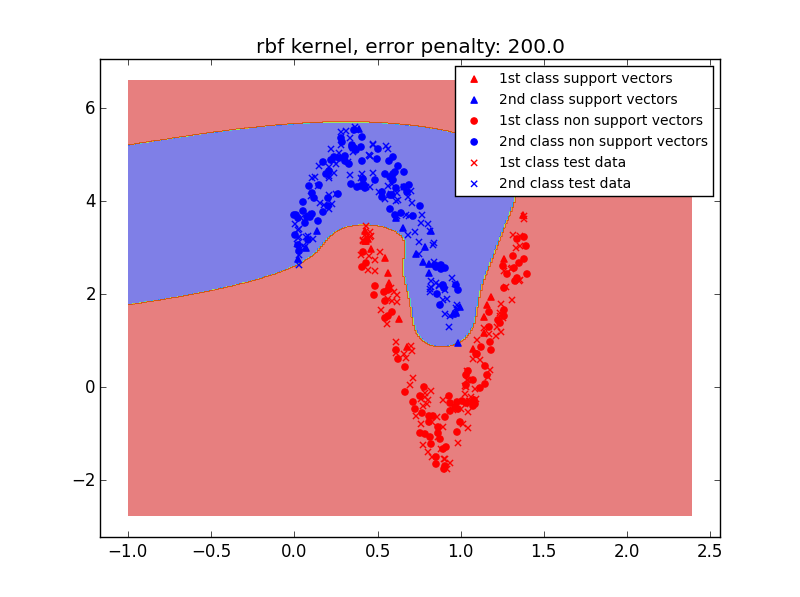 rbf kernel, error penalty: 200.0
1st class support vectors
2nd class support vectors
1st class non support vectors
2nd class non support vectors
1st class test data
2nd class test data
6
4
2
0
−2
−1.0 −0.5 0.0 0.5 1.0 1.5 2.0 2.5